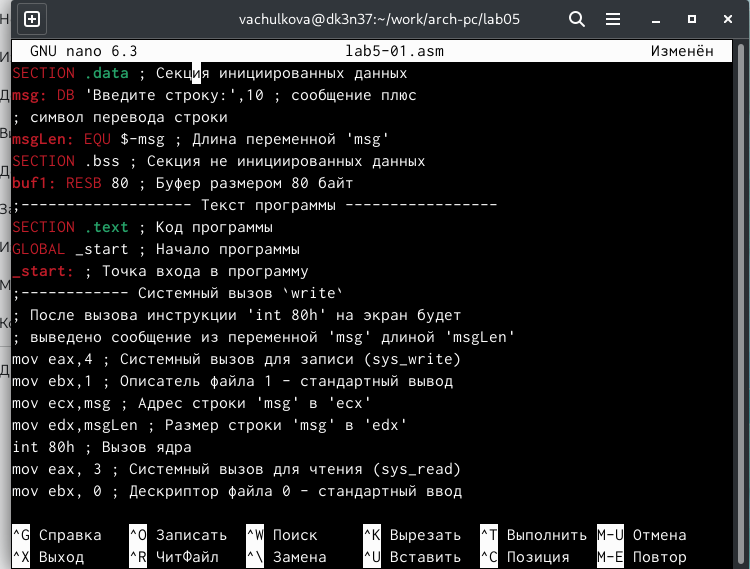 vachulkova@dk3n37:~/work/arch-pc/lab05
GNU nano 6.3 lab5-01.asm Изменён
SECTION .data ; Секция инициированных данных
msg: DB 'Введите строку:',10 ; сообщение плюс
; символ перевода строки
msgLen: EQU $-msg ; Длина переменной 'msg'
SECTION .bss ; Секция не инициированных данных
buf1: RESB 80 ; Буфер размером 80 байт
;------------------- Текст программы -----------------
SECTION .text ; Код программы
GLOBAL _start ; Начало программы
_start: ; Точка входа в программу
;------------ Системный вызов `write`
; После вызова инструкции 'int 80h' на экран будет
; выведено сообщение из переменной 'msg' длиной 'msgLen'
mov eax,4 ; Системный вызов для записи (sys_write)
mov ebx,1 ; Описатель файла 1 - стандартный вывод
mov ecx,msg ; Адрес строки 'msg' в 'ecx'
mov edx,msgLen ; Размер строки 'msg' в 'edx'
int 80h ; Вызов ядра
mov eax, 3 ; Системный вызов для чтения (sys_read)
mov ebx, 0 ; Дескриптор файла 0 - стандартный ввод
^G Справка ^O Записать ^W Поиск ^K Вырезать ^T Выполнить M-U Отмена
^X Выход ^R ЧитФайл ^\ Замена ^U Вставить ^C Позиция M-E Повтор